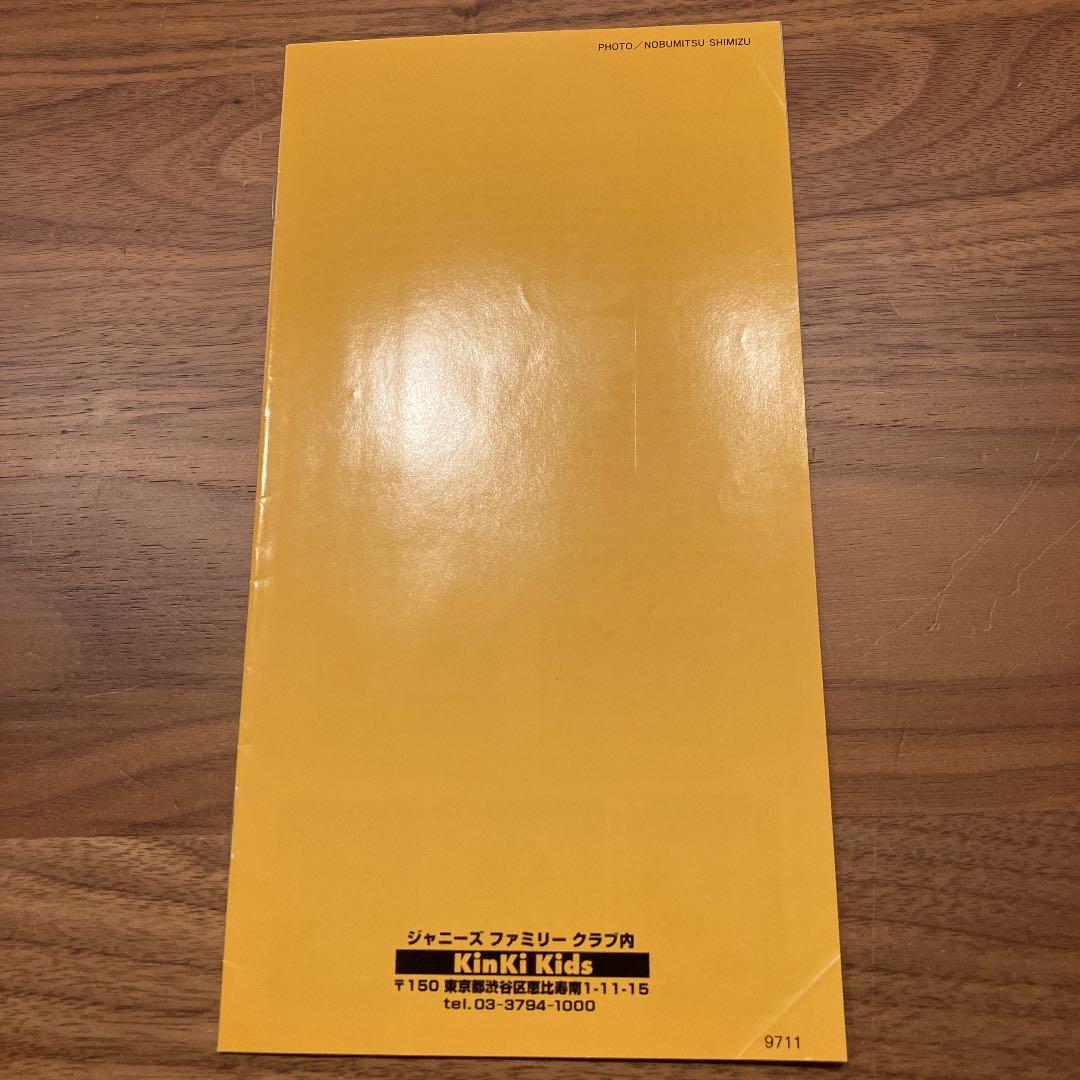 PHOTO／NOBUMITSU SHIMIZU
ジャニーズ ファミリー クラブ内
KinKi Kids
〒150 東京都渋谷区恵比寿南1-11-15
tel.03-3794-1000
9711